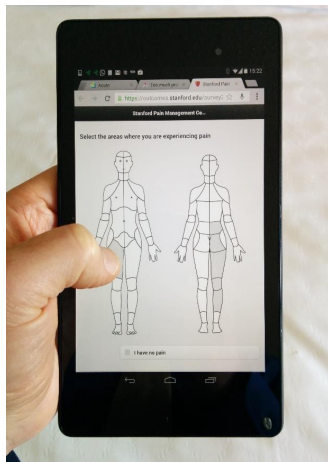 15:22
Stanford Pain
https://outcomes.stanford.edu/survey/
Stanford Pain Management Ce...
Select the areas where you are experiencing pain
I have no pain